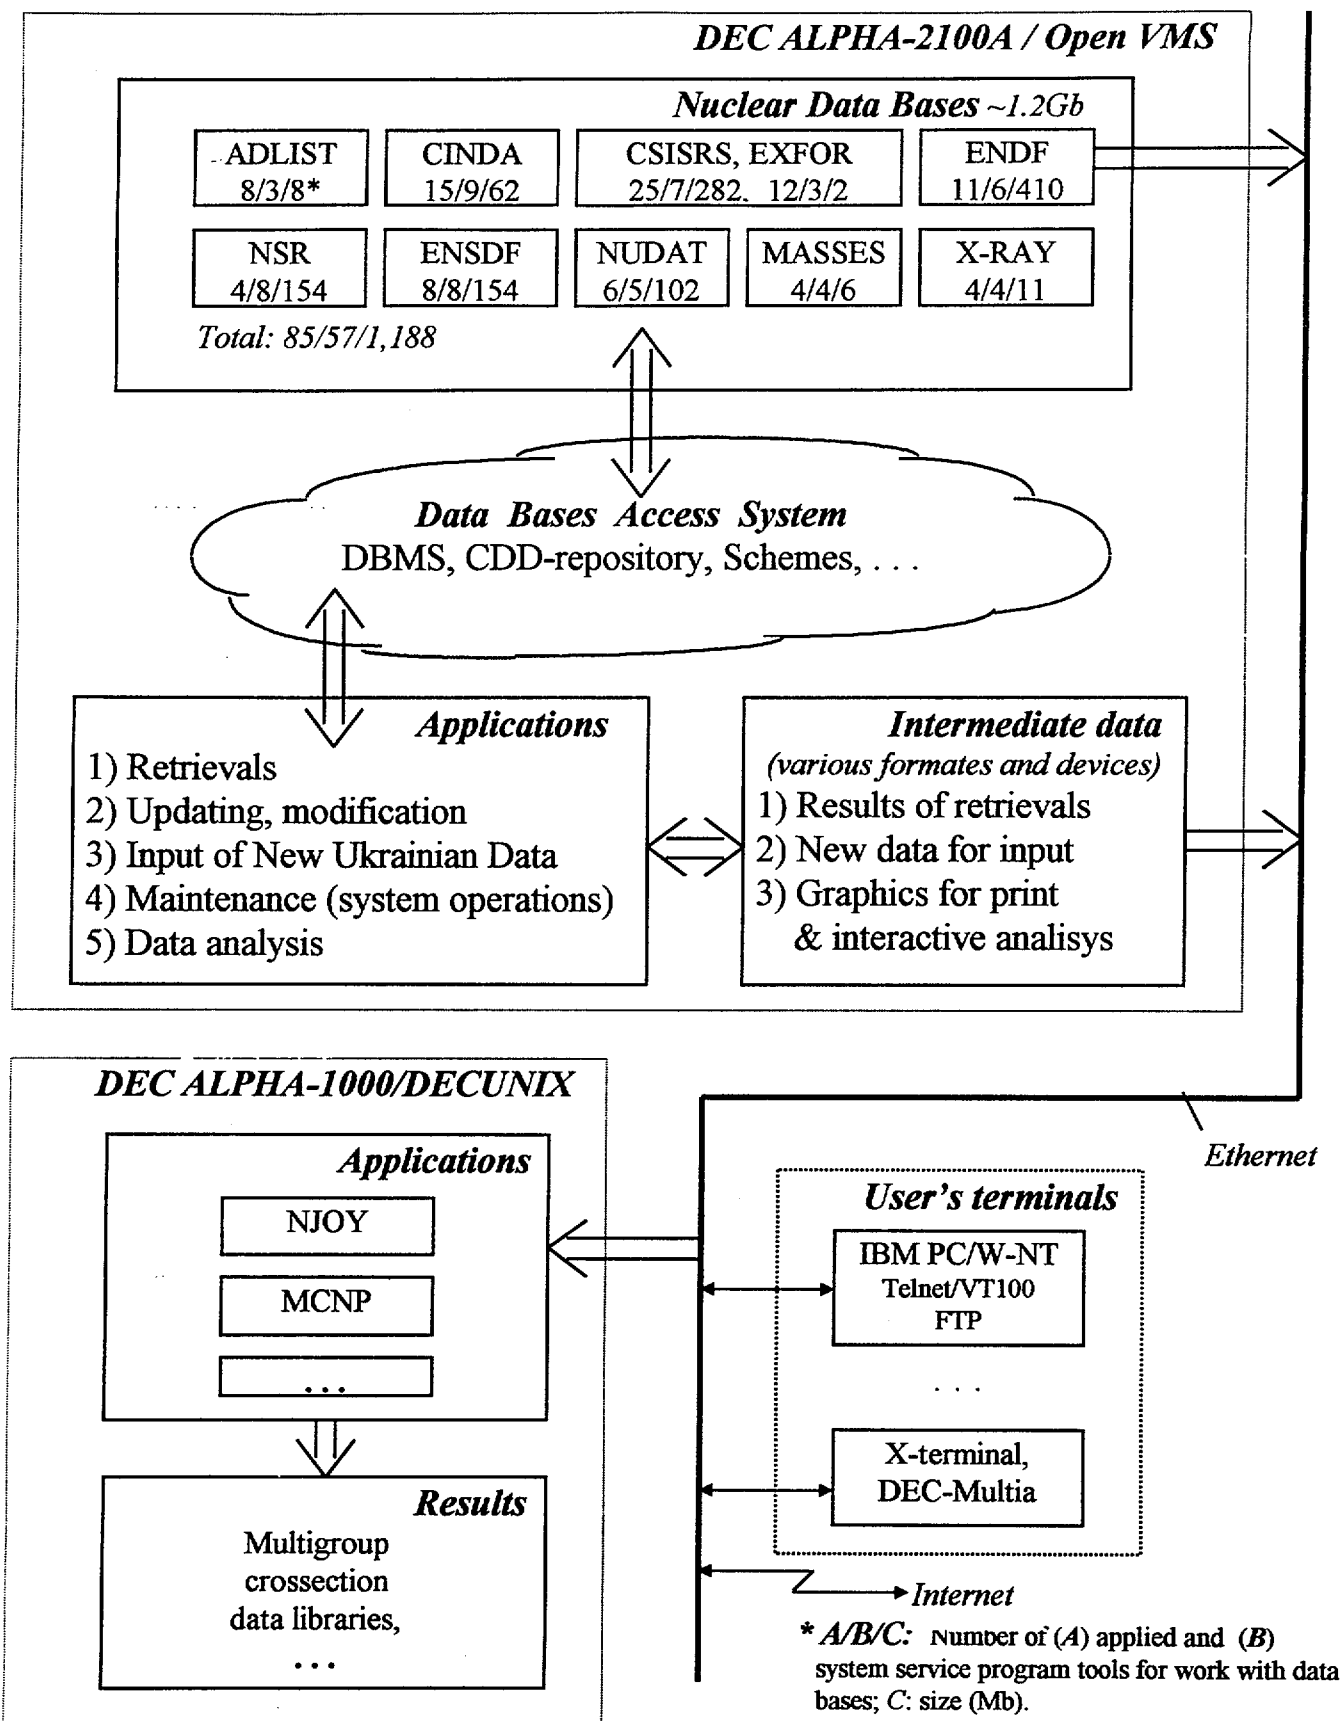 DEC ALPHA-2100A / Open VMS
Nuclear Data Bases ~1.2Gb
ADLIST
8/3/8*
CINDA
15/9/62
CSISRS, EXFOR
25/7/282. 12/3/2
ENDF
11/6/410
NSR
4/8/154
ENSDF
8/8/154
NUDAT
6/5/102
MASSES
4/4/6
X-RAY
4/4/11
Total: 85/57/1,188
Data Bases Access System
DBMS, CDD-repository, Schemes, . . .
Applications
1) Retrievals
2) Updating, modification
3) Input of New Ukrainian Data
4) Maintenance (system operations)
5) Data analysis
Intermediate data
(various formates and devices)
1) Results of retrievals
2) New data for input
3) Graphics for print
& interactive analisys
DEC ALPHA-1000/DECUNIX
Applications
NJOY
MCNP
. . .
Results
Multigroup
crossection
data libraries,
. . .
Ethernet
User's terminals
IBM PC/W-NT
Telnet/VT100
FTP
. . .
X-terminal,
DEC-Multia
Internet
* A/B/C: Number of (A) applied and (B)
system service program tools for work with data
bases; C: size (Mb).